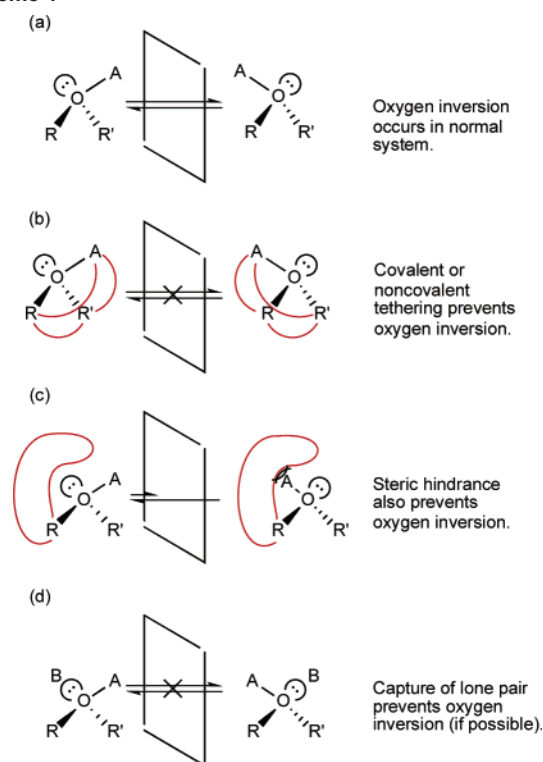 (a)
A
O
R R'
A
O
R R'
Oxygen inversion
occurs in normal
system.
(b)
A
O
R R'
A
O
R R'
Covalent or
noncovalent
tethering prevents
oxygen inversion.
(c)
A
O
R R'
A
O
R R'
Steric hindrance
also prevents
oxygen inversion.
(d)
B A
O
R R'
A B
O
R R'
Capture of lone pair
prevents oxygen
inversion (if possible).